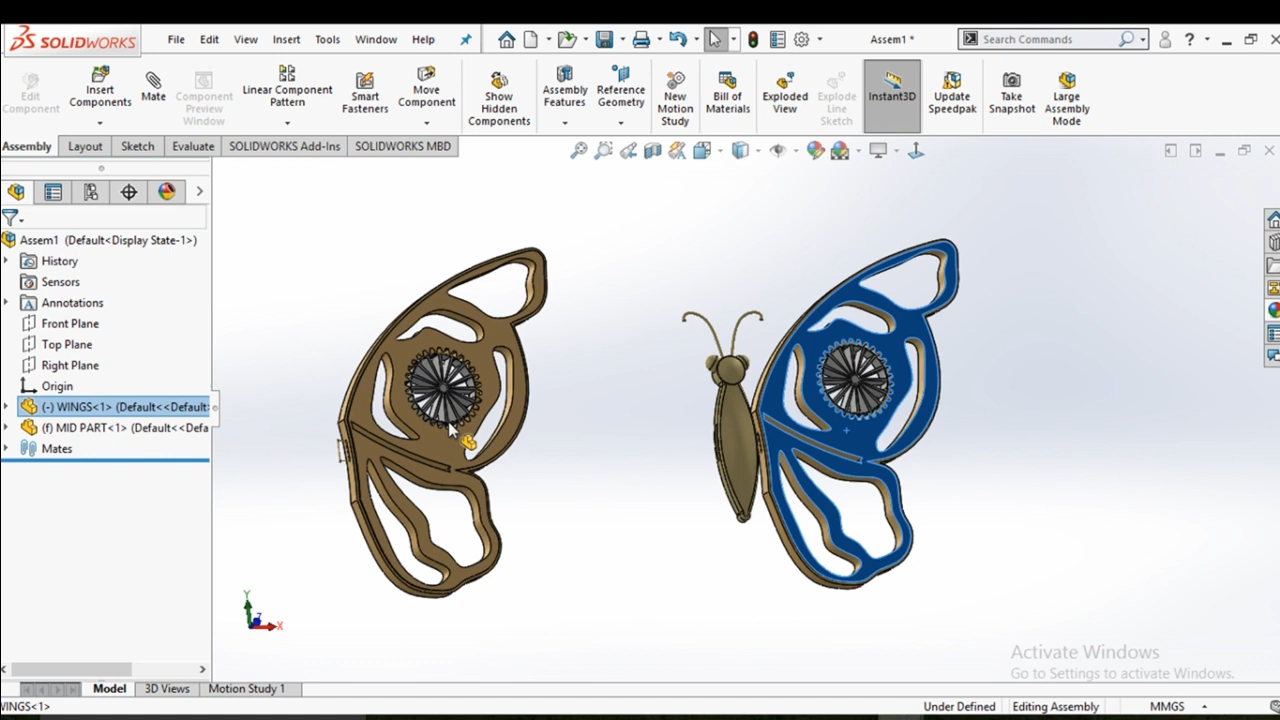 DS SOLIDWORKS File Edit View Insert Tools Window Help Assem1 * Search Commands ?
Edit Component
Insert Components
Mate
Component Preview Window
Linear Component Pattern
Smart Fasteners
Move Component
Show Hidden Components
Assembly Features
Reference Geometry
New Motion Study
Bill of Materials
Exploded View
Explode Line Sketch
Instant3D
Update Speedpak
Take Snapshot
Large Assembly Mode
Assembly Layout Sketch Evaluate SOLIDWORKS Add-Ins SOLIDWORKS MBD
Assem1 (Default<Display State-1>)
History
Sensors
A Annotations
Front Plane
Top Plane
Right Plane
Origin
(-) WINGS<1> (Default<<Default
(f) MID PART<1> (Default<<Defa
Mates
Y
Z
X
Activate Windows
Go to Settings to activate Windows.
Model 3D Views Motion Study 1
WINGS<1> Under Defined Editing Assembly MMGS